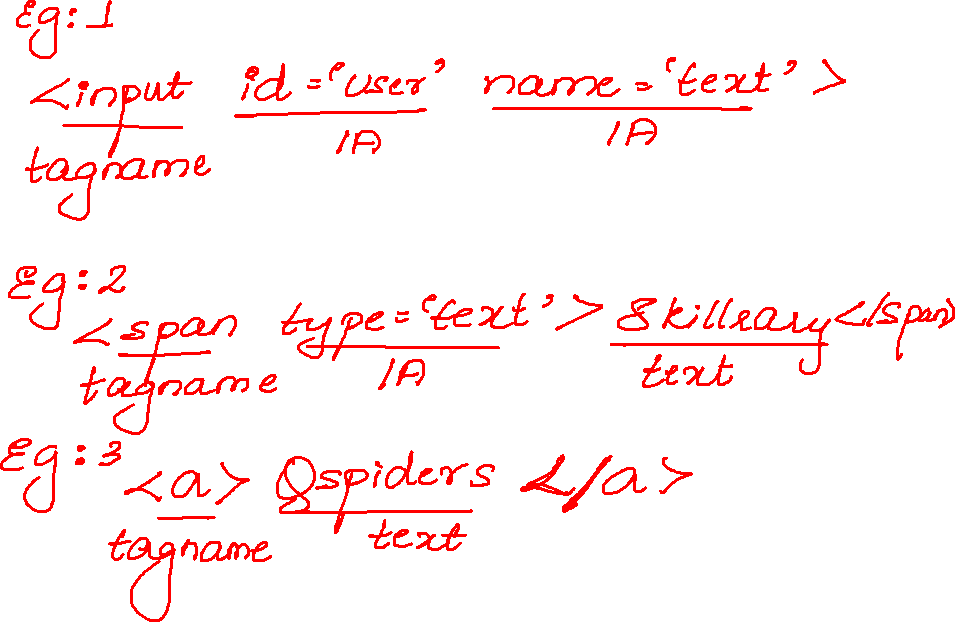 Eg:1
<input id='user' name='text'>
tagname IA IA
Eg:2
<span type='text'>Skillrary</span>
tagname IA text
Eg:3
<a> Qspiders </a>
tagname text